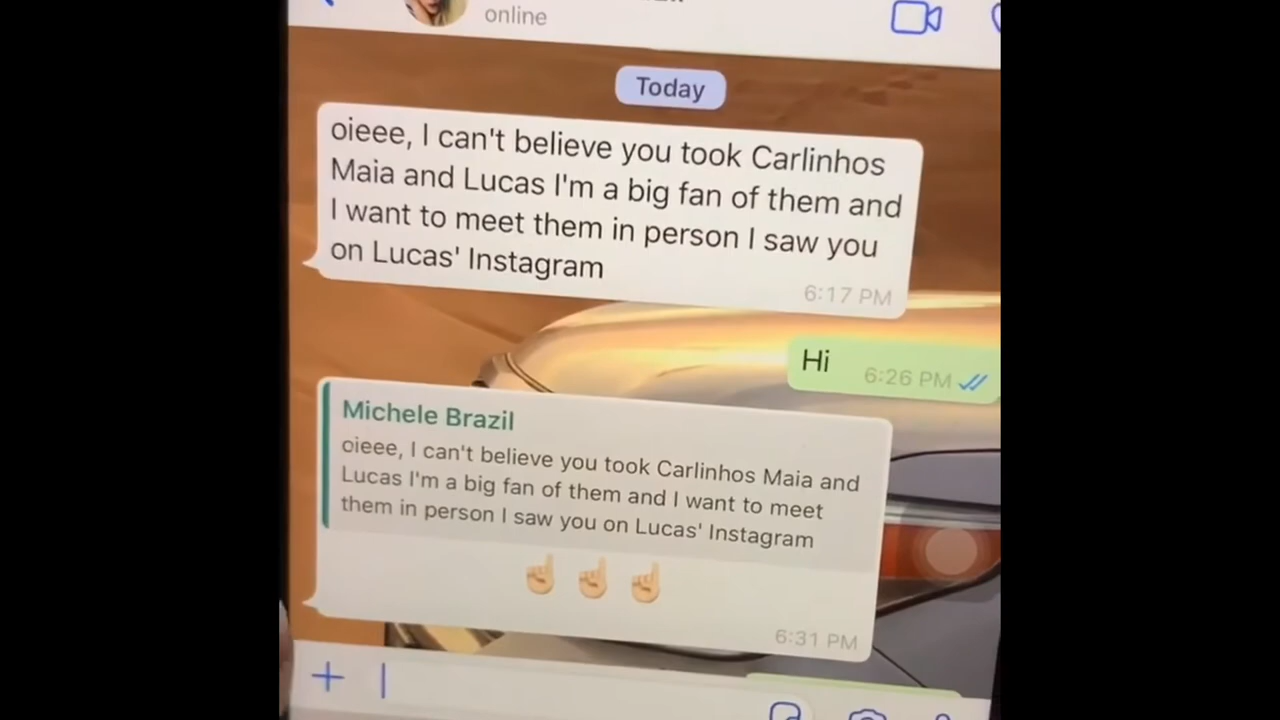 online
Today
oieee, I can't believe you took Carlinhos
Maia and Lucas I'm a big fan of them and
I want to meet them in person I saw you
on Lucas' Instagram
6:17 PM
Hi
6:26 PM
Michele Brazil
oieee, I can't believe you took Carlinhos Maia and
Lucas I'm a big fan of them and I want to meet
them in person I saw you on Lucas' Instagram
6:31 PM